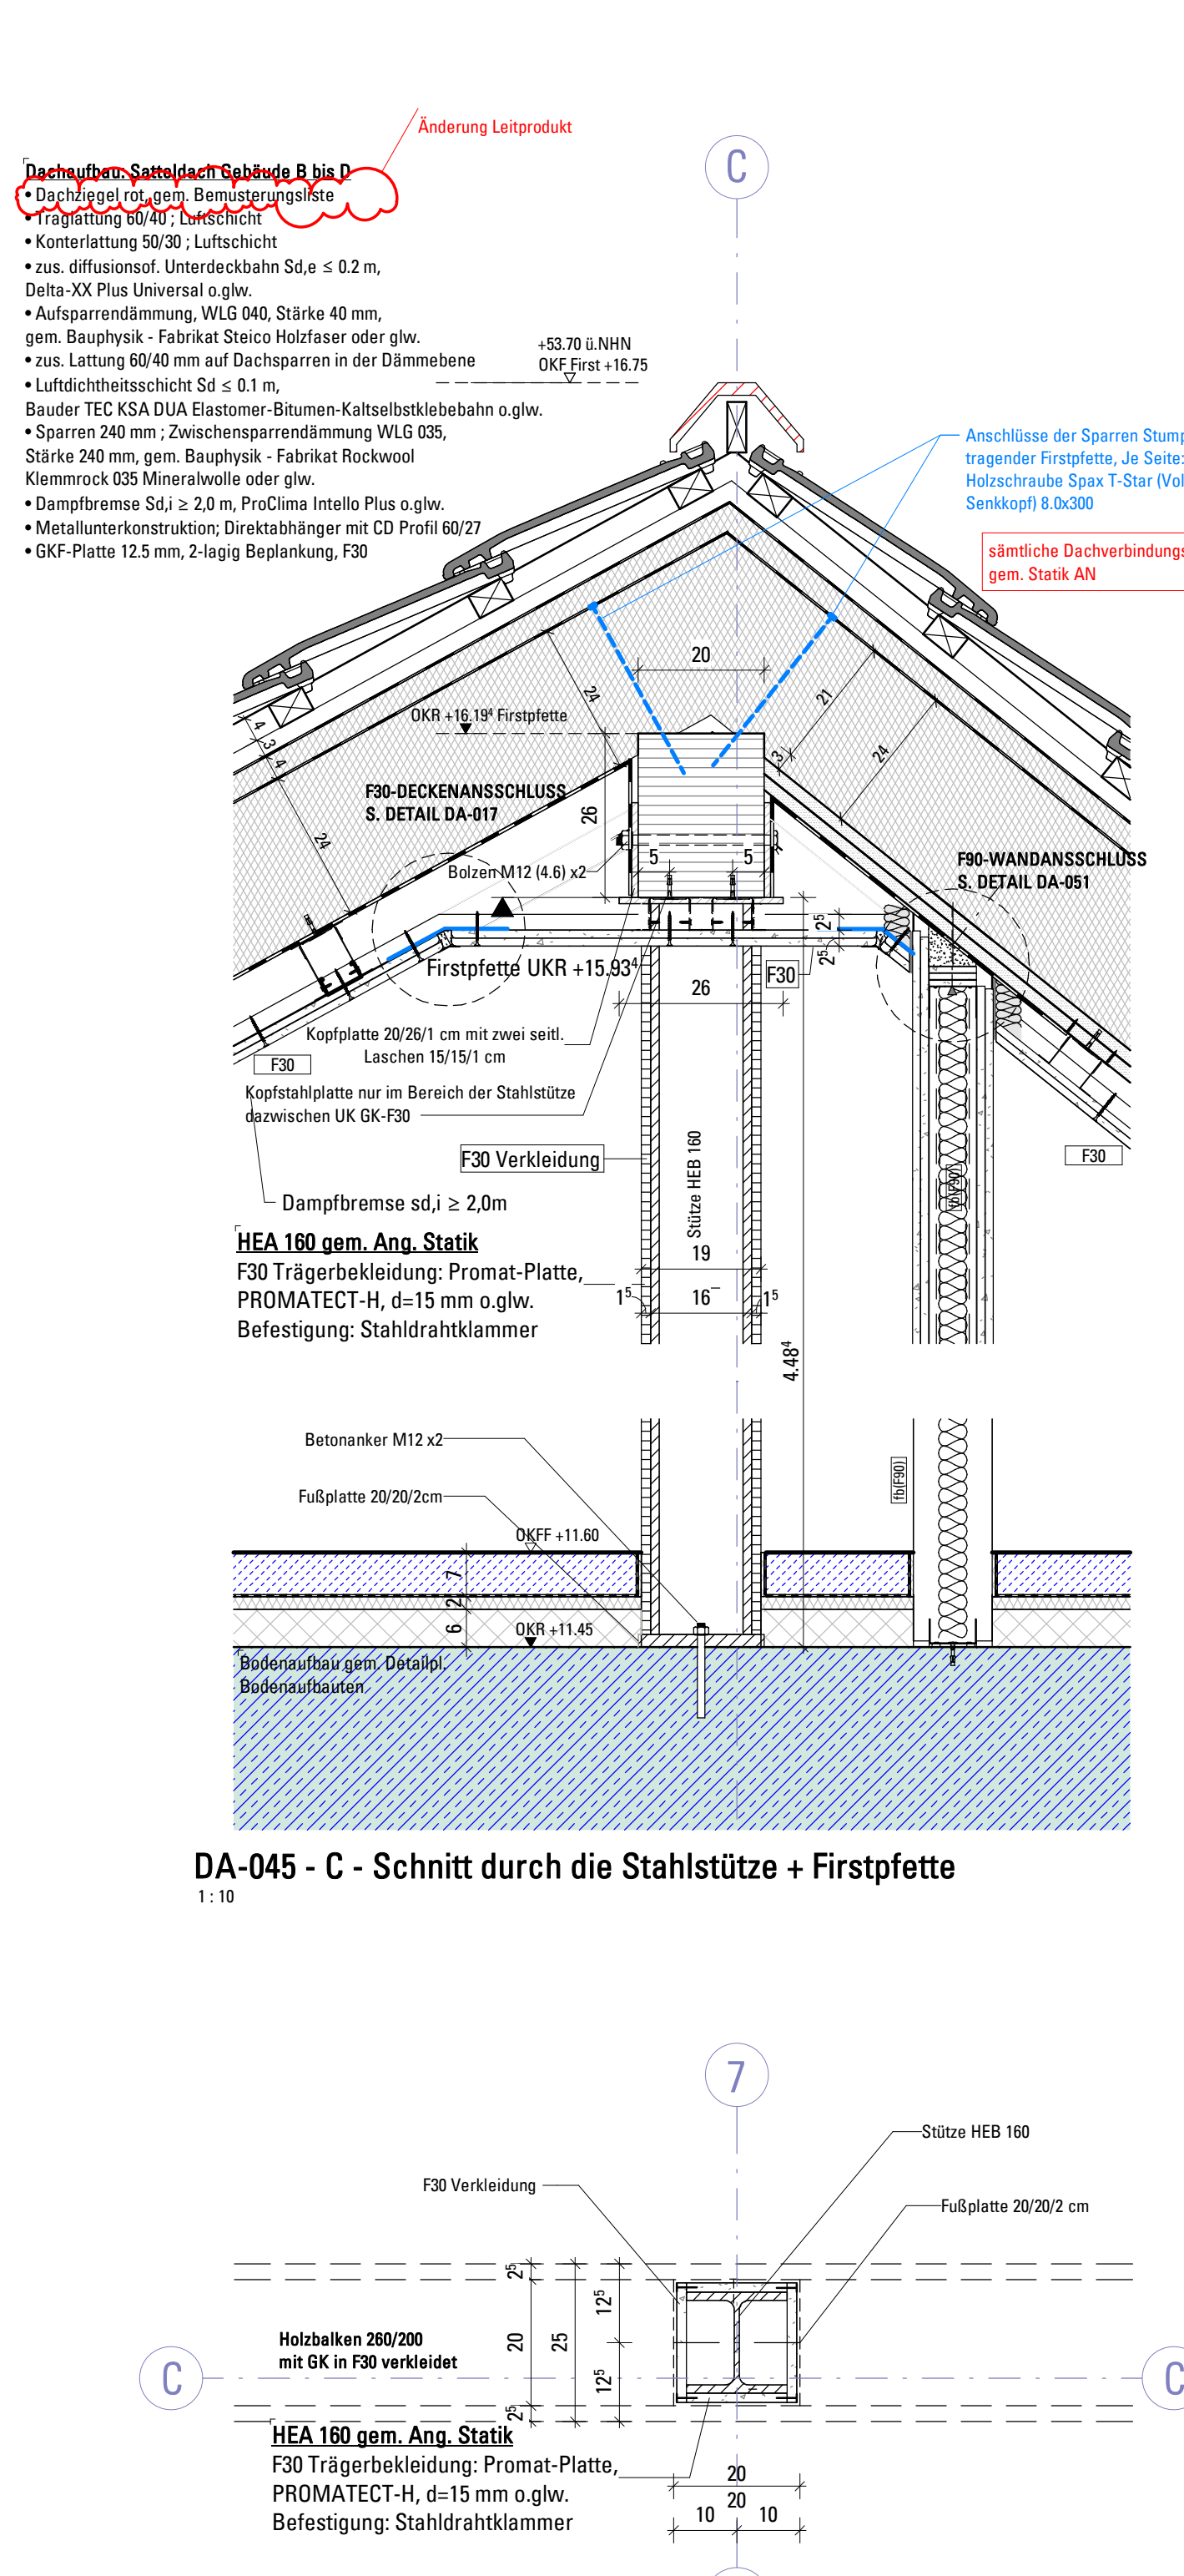 Änderung Leitprodukt
C
Dachaufbau: Satteldach Gebäude B bis D
• Dachziegel rot, gem. Bemusterungsliste
• Traglattung 60/40 ; Luftschicht
• Konterlattung 50/30 ; Luftschicht
• zus. diffusionsof. Unterdeckbahn Sd,e ≤ 0.2 m,
Delta-XX Plus Universal o.glw.
• Aufsparrendämmung, WLG 040, Stärke 40 mm,
gem. Bauphysik - Fabrikat Steico Holzfaser oder glw.
• zus. Lattung 60/40 mm auf Dachsparren in der Dämmebene
• Luftdichtheitsschicht Sd ≤ 0.1 m,
Bauder TEC KSA DUA Elastomer-Bitumen-Kaltselbstklebebahn o.glw.
• Sparren 240 mm ; Zwischensparrendämmung WLG 035,
Stärke 240 mm, gem. Bauphysik - Fabrikat Rockwool
Klemmrock 035 Mineralwolle oder glw.
• Dampfbremse Sd,i ≥ 2,0 m, ProClima Intello Plus o.glw.
• Metallunterkonstruktion; Direktabhänger mit CD Profil 60/27
• GKF-Platte 12.5 mm, 2-lagig Beplankung, F30
+53.70 ü.NHN
OKF First +16.75
Anschlüsse der Sparren Stump
tragender Firstpfette, Je Seite:
Holzschraube Spax T-Star (Vol
Senkkopf) 8.0x300
sämtliche Dachverbindungs
gem. Statik AN
20
24
21
OKR +16.19⁴ Firstpfette
4
3
4
3
24
F30-DECKENANSSCHLUSS
S. DETAIL DA-017
26
24
F90-WANDANSSCHLUSS
S. DETAIL DA-051
5
5
Bolzen M12 (4.6) x2
2⁵
2⁵
Firstpfette UKR +15.93⁴
F30
26
Kopfplatte 20/26/1 cm mit zwei seitl.
Laschen 15/15/1 cm
F30
Kopfstahlplatte nur im Bereich der Stahlstütze
dazwischen UK GK-F30
F30 Verkleidung
Stütze HEB 160
F30
fb(F90)
Dampfbremse sd,i ≥ 2,0m
HEA 160 gem. Ang. Statik
F30 Trägerbekleidung: Promat-Platte,
PROMATECT-H, d=15 mm o.glw.
Befestigung: Stahldrahtklammer
19
1⁵
16
1⁵
4.48⁴
Betonanker M12 x2
fb(F90)
Fußplatte 20/20/2cm
OKFF +11.60
7
2
6
OKR +11.45
Bodenaufbau gem. Detailpl.
Bodenaufbauten
DA-045 - C - Schnitt durch die Stahlstütze + Firstpfette
1 : 10
7
Stütze HEB 160
F30 Verkleidung
Fußplatte 20/20/2 cm
2⁵
12⁵
20
25
Holzbalken 260/200
mit GK in F30 verkleidet
C
C
12⁵
2⁵
HEA 160 gem. Ang. Statik
F30 Trägerbekleidung: Promat-Platte,
PROMATECT-H, d=15 mm o.glw.
Befestigung: Stahldrahtklammer
20
20
10
10